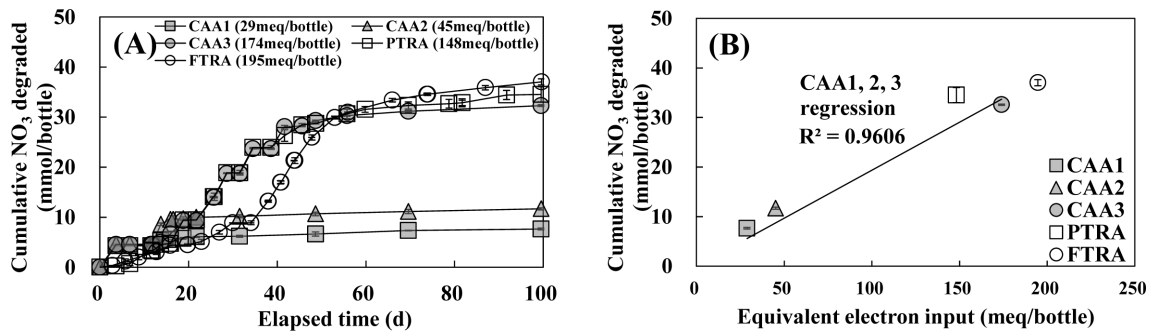 (A)
CAA1 (29meq/bottle)
CAA2 (45meq/bottle)
CAA3 (174meq/bottle)
PTRA (148meq/bottle)
FTRA (195meq/bottle)
Cumulative NO3 degraded
(mmol/bottle)
50
40
30
20
10
0
0 20 40 60 80 100
Elapsed time (d)
(B)
CAA1, 2, 3
regression
R² = 0.9606
CAA1
CAA2
CAA3
PTRA
FTRA
Cumulative NO3 degraded
(mmol/bottle)
50
40
30
20
10
0
0 50 100 150 200 250
Equivalent electron input (meq/bottle)